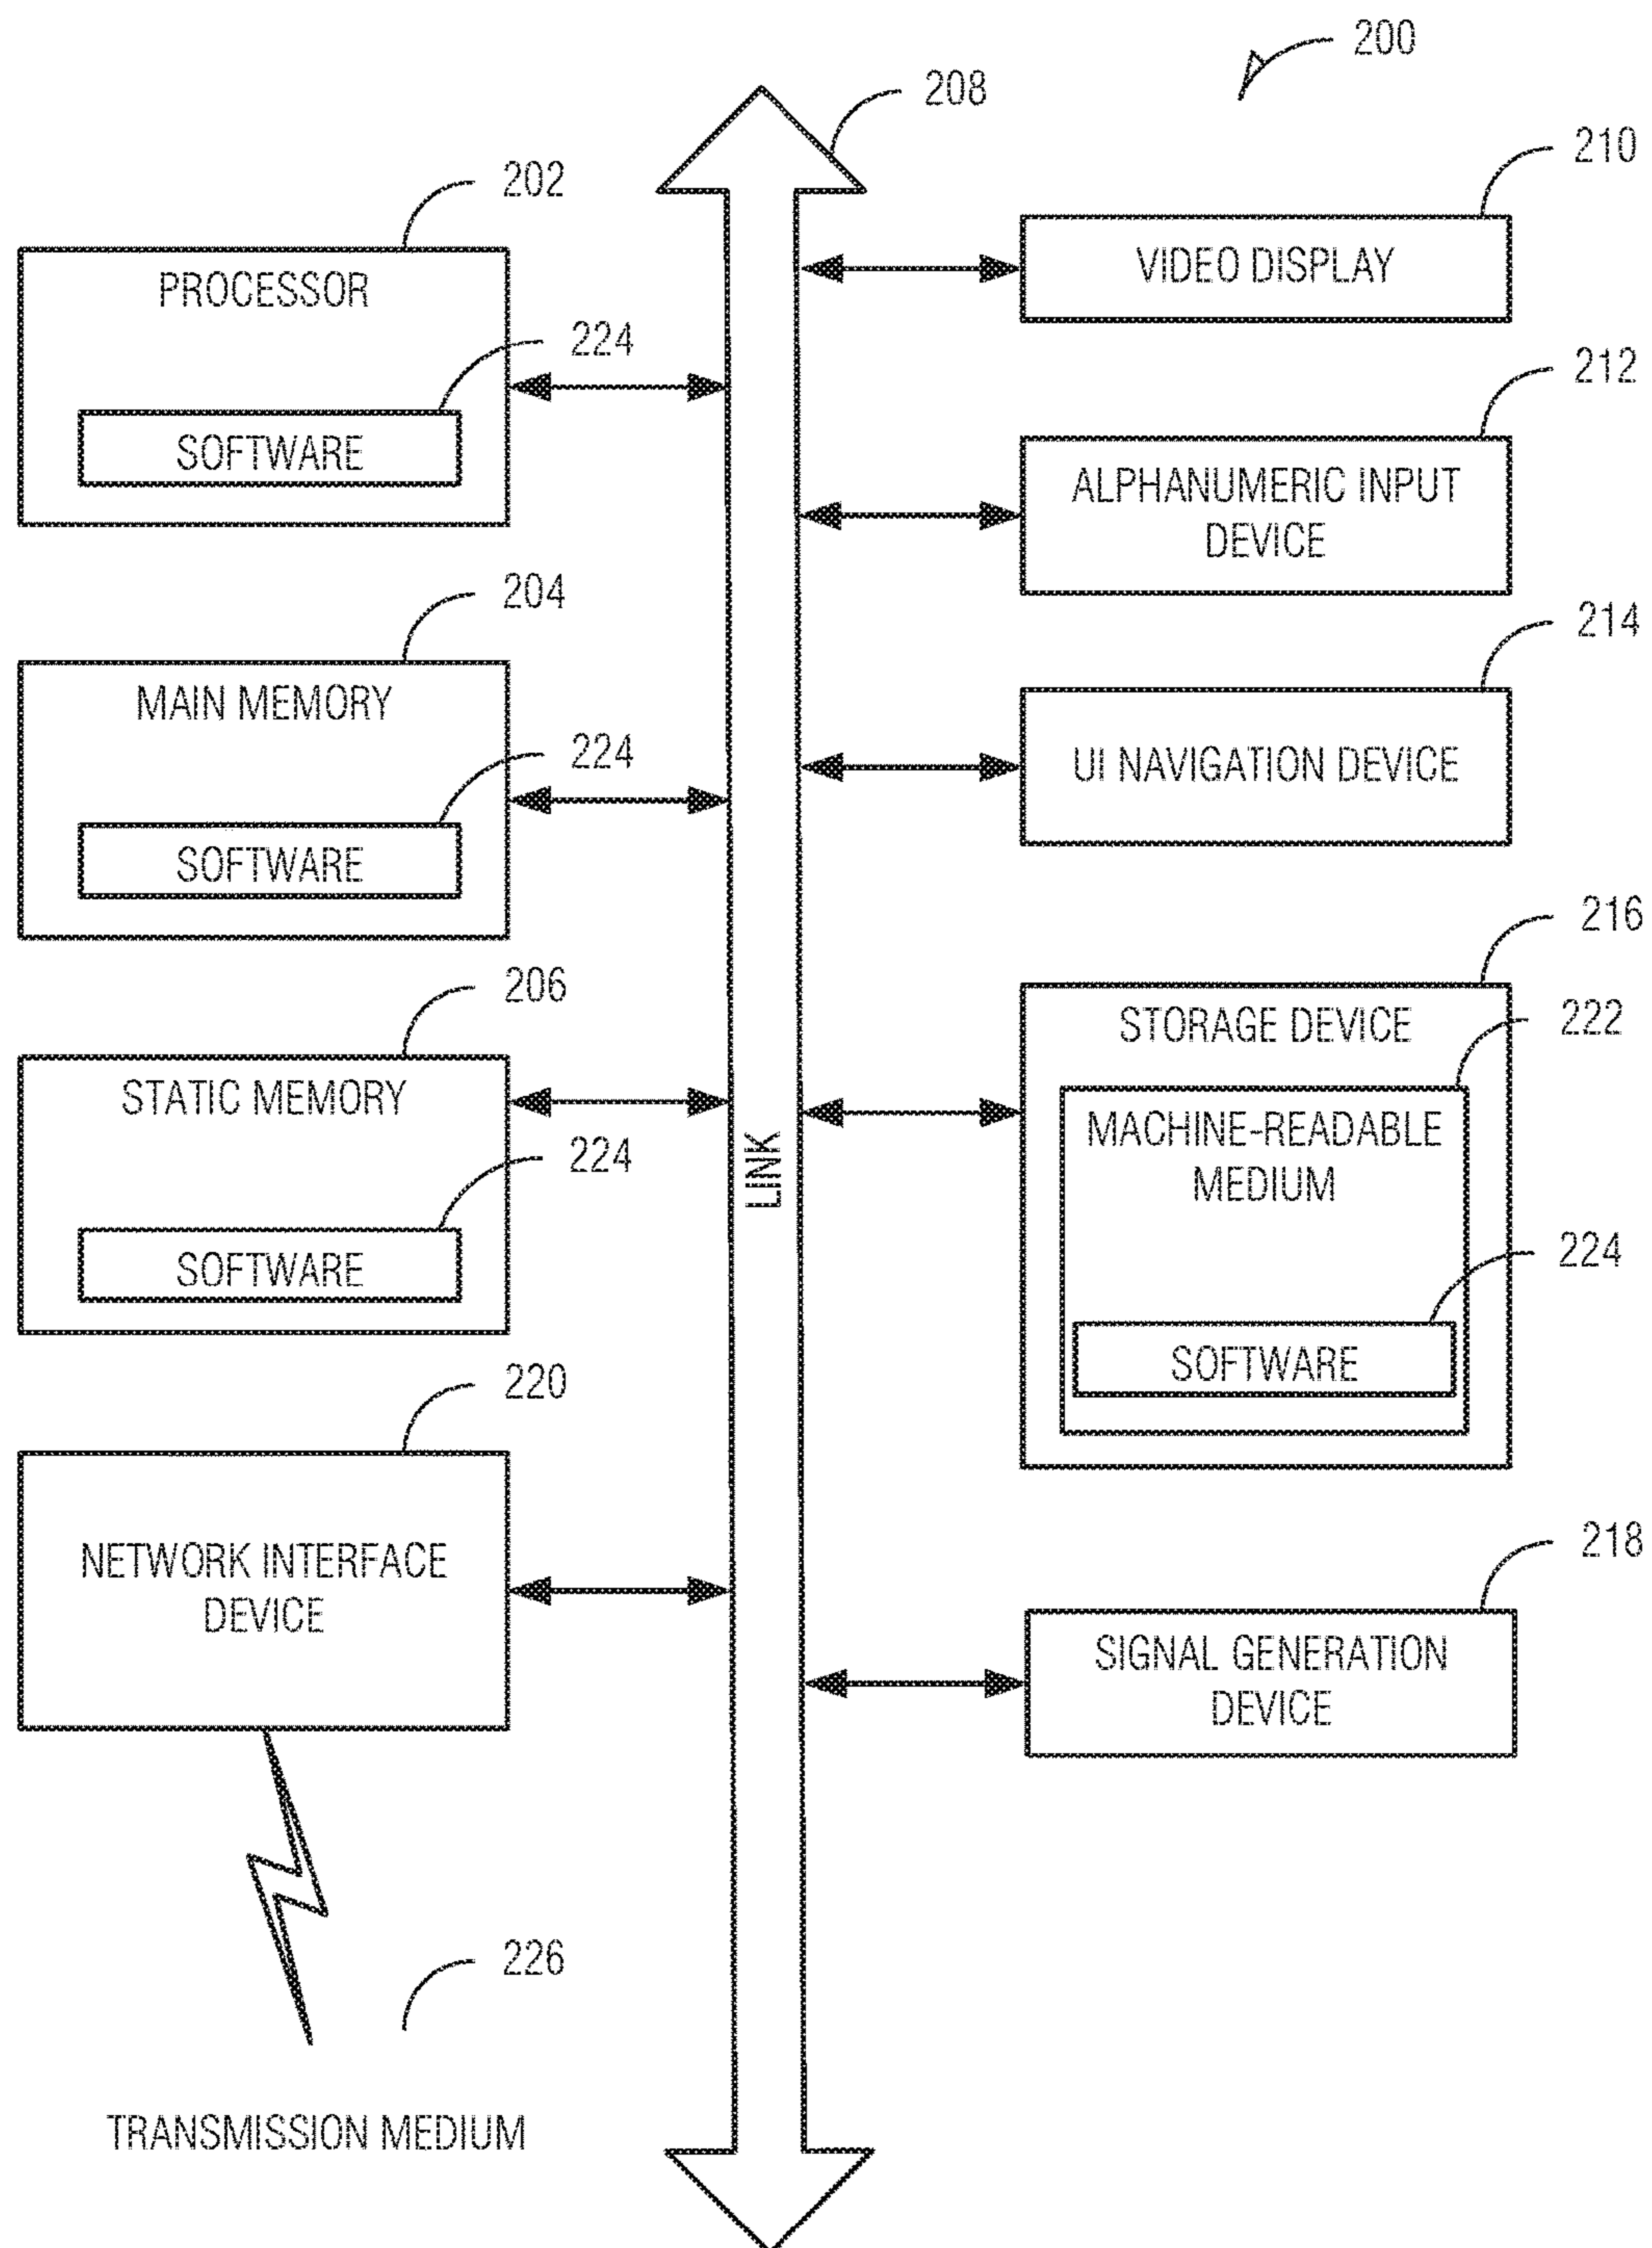 200
208
202
PROCESSOR
224
SOFTWARE
204
MAIN MEMORY
224
SOFTWARE
206
STATIC MEMORY
224
SOFTWARE
220
NETWORK INTERFACE
DEVICE
226
TRANSMISSION MEDIUM
LINK
210
VIDEO DISPLAY
212
ALPHANUMERIC INPUT
DEVICE
214
UI NAVIGATION DEVICE
216
STORAGE DEVICE
222
MACHINE-READABLE
MEDIUM
224
SOFTWARE
218
SIGNAL GENERATION
DEVICE